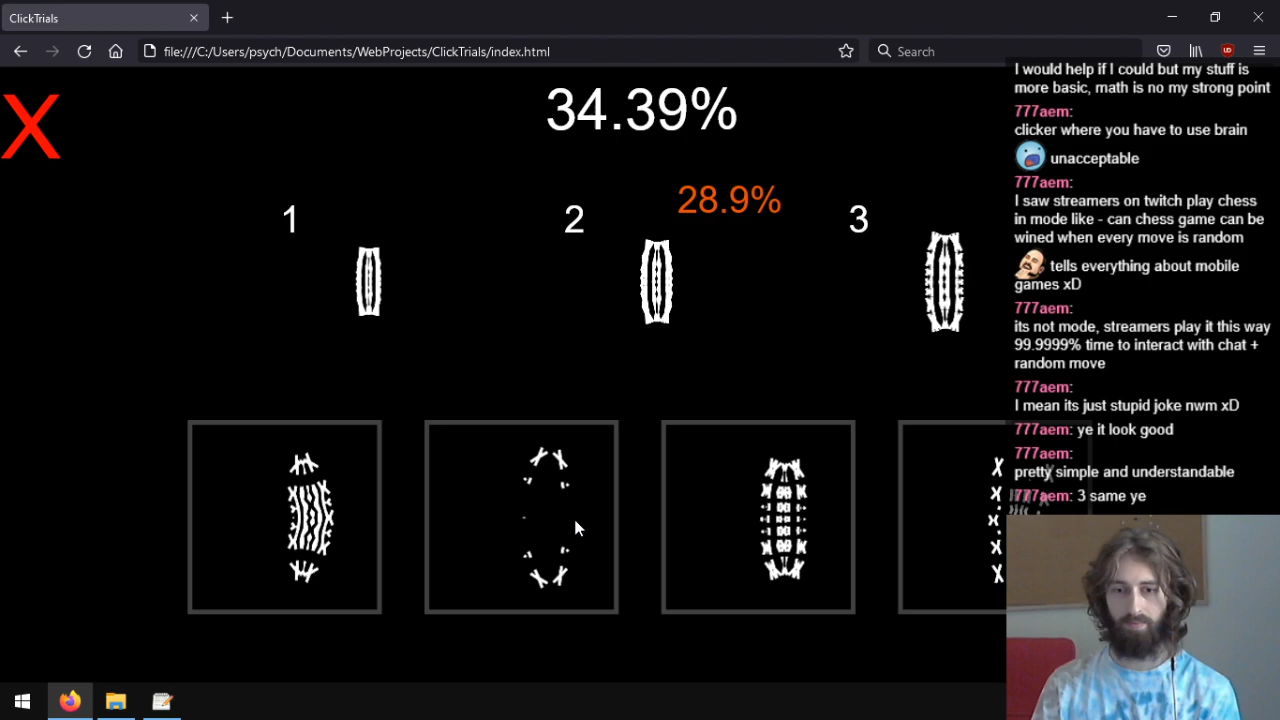 ClickTrials
file:///C:/Users/psych/Documents/WebProjects/ClickTrials/index.html
Search
X
34.39%
28.9%
1
2
3
I would help if I could but my stuff is
more basic, math is no my strong point
777aem:
clicker where you have to use brain
unacceptable
777aem:
I saw streamers on twitch play chess
in mode like - can chess game can be
wined when every move is random
tells everything about mobile
games xD
777aem:
its not mode, streamers play it this way
99.9999% time to interact with chat +
random move
777aem:
I mean its just stupid joke nwm xD
777aem: ye it look good
777aem:
pretty simple and understandable
777aem: 3 same ye